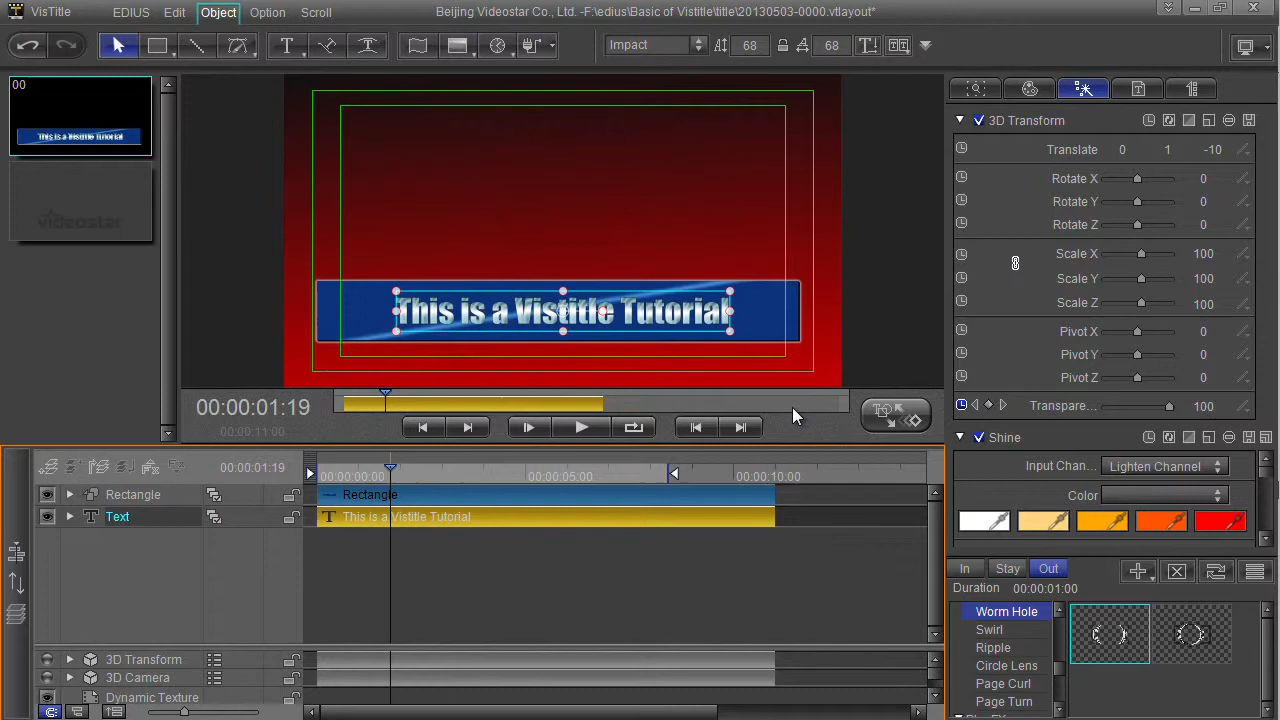 VisTitle EDIUS Edit Object Option Scroll Beijing Videostar Co., Ltd. -F:\edius\Basic of Vistitle\title\20130503-0000.vtlayout*
Impact 68 68
00
This is a Vistitle Tutorial
videostar
This is a Vistitle Tutorial
00:00:01:19
00:00:11:00
3D Transform
Translate 0 1 -10
Rotate X 0
Rotate Y 0
Rotate Z 0
Scale X 100
Scale Y 100
Scale Z 100
Pivot X 0
Pivot Y 0
Pivot Z 0
Transpare... 100
Shine
Input Chan... Lighten Channel
Color
00:00:01:19 00:00:00:00 00:00:05:00 00:00:10:00
Rectangle Rectangle
Text This is a Vistitle Tutorial
3D Transform
3D Camera
Dynamic Texture
In Stay Out
Duration 00:00:01:00
Worm Hole
Swirl
Ripple
Circle Lens
Page Curl
Page Turn